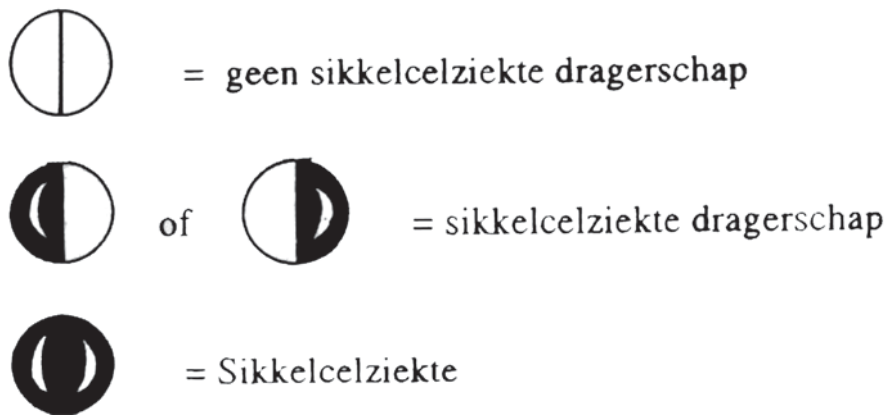 = geen sikkelcelziekte dragerschap
of = sikkelcelziekte dragerschap
= Sikkelcelziekte